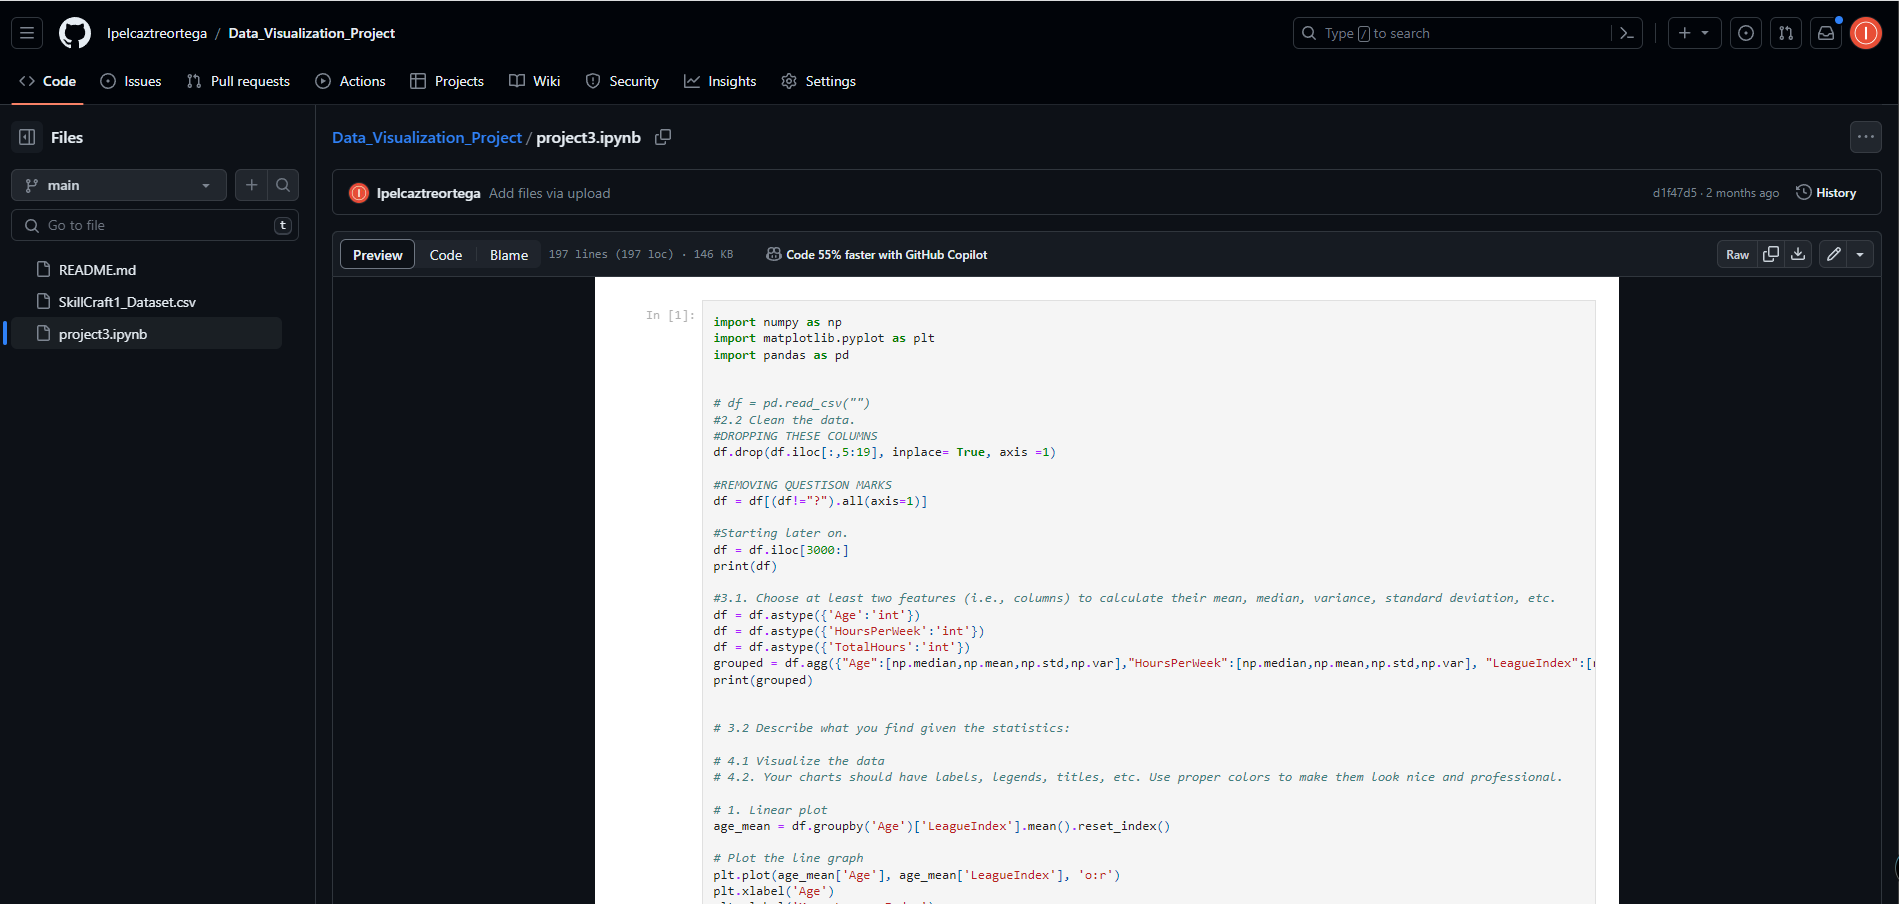 Ipelcaztreortega / Data_Visualization_Project
Type / to search
Code
Issues
Pull requests
Actions
Projects
Wiki
Security
Insights
Settings
Files
main
Go to file
t
README.md
SkillCraft1_Dataset.csv
project3.ipynb
Data_Visualization_Project / project3.ipynb
Ipelcaztreortega Add files via upload
d1f47d5 · 2 months ago
History
Preview
Code
Blame
197 lines (197 loc) · 146 KB
Code 55% faster with GitHub Copilot
Raw
In [1]:
import numpy as np
import matplotlib.pyplot as plt
import pandas as pd
# df = pd.read_csv("")
#2.2 Clean the data.
#DROPPING THESE COLUMNS
df.drop(df.iloc[:,5:19], inplace= True, axis =1)
#REMOVING QUESTISON MARKS
df = df[(df!="?").all(axis=1)]
#Starting later on.
df = df.iloc[3000:]
print(df)
#3.1. Choose at least two features (i.e., columns) to calculate their mean, median, variance, standard deviation, etc.
df = df.astype({'Age':'int'})
df = df.astype({'HoursPerWeek':'int'})
df = df.astype({'TotalHours':'int'})
grouped = df.agg({"Age":[np.median,np.mean,np.std,np.var],"HoursPerWeek":[np.median,np.mean,np.std,np.var], "LeagueIndex":[
print(grouped)
# 3.2 Describe what you find given the statistics:
# 4.1 Visualize the data
# 4.2. Your charts should have labels, legends, titles, etc. Use proper colors to make them look nice and professional.
# 1. Linear plot
age_mean = df.groupby('Age')['LeagueIndex'].mean().reset_index()
# Plot the line graph
plt.plot(age_mean['Age'], age_mean['LeagueIndex'], 'o:r')
plt.xlabel('Age')